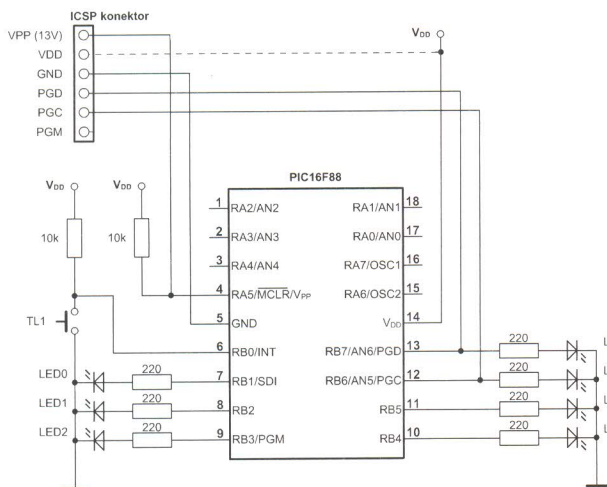 ICSP konektor
VPP (13V)
VDD
GND
PGD
PGC
PGM
VDD
VDD
VDD
10k
10k
TL1
PIC16F88
1 RA2/AN2
2 RA3/AN3
3 RA4/AN4
4 RA5/MCLR/VPP
5 GND
6 RB0/INT
7 RB1/SDI
8 RB2
9 RB3/PGM
RA1/AN1 18
RA0/AN0 17
RA7/OSC1 16
RA6/OSC2 15
VDD 14
RB7/AN6/PGD 13
RB6/AN5/PGC 12
RB5 11
RB4 10
LED0 220
LED1 220
LED2 220
220
220
220
220